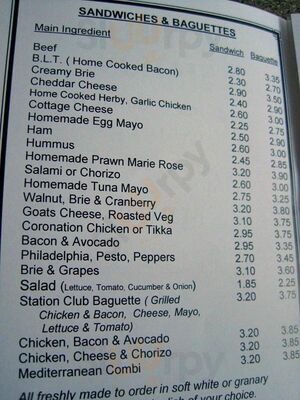 SANDWICHES & BAGUETTES
Main Ingredient Sandwich Baguette
Beef 2.80 3.35
B.L.T. ( Home Cooked Bacon) 2.30 2.70
Creamy Brie 2.90 3.50
Cheddar Cheese 2.40 2.90
Home Cooked Herby, Garlic Chicken 2.60 3.00
Cottage Cheese 2.25 2.75
Homemade Egg Mayo 2.50 2.90
Ham 2.60 3.00
Hummus 2.45 2.85
Homemade Prawn Marie Rose 3.20 3.90
Salami or Chorizo 2.60 3.00
Homemade Tuna Mayo 2.75 3.25
Walnut, Brie & Cranberry 3.20 3.80
Goats Cheese, Roasted Veg 3.10 3.75
Coronation Chicken or Tikka 2.95 3.75
Bacon & Avocado 2.95 3.35
Philadelphia, Pesto, Peppers 2.70 3.45
Brie & Grapes 3.10 3.60
Salad (Lettuce, Tomato, Cucumber & Onion) 1.85 2.25
Station Club Baguette ( Grilled 3.20 3.75
Chicken & Bacon, Cheese, Mayo,
Lettuce & Tomato)
Chicken, Bacon & Avocado 3.20 3.85
Chicken, Cheese & Chorizo 3.20 3.85
Mediterranean Combi 3.20 3.85
All freshly made to order in soft white or granary
of your choice.